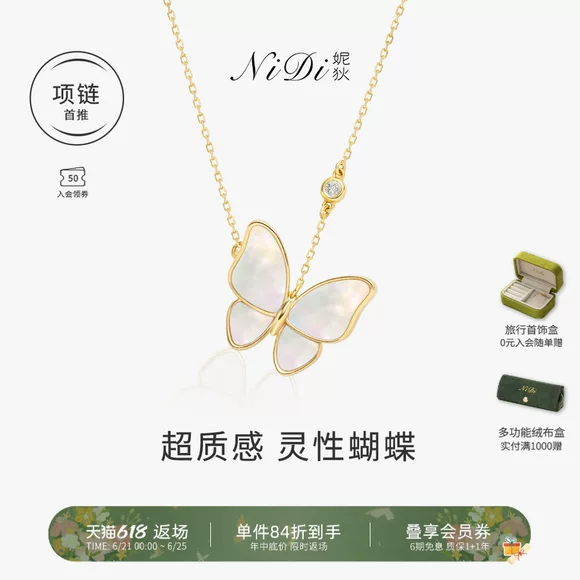 NiDi 妮狄
项链
首推
50
入会领券
旅行首饰盒
0元入会随单赠
NiDi
多功能绒布盒
实付满1000赠
超质感 灵性蝴蝶
天猫618 返场
TIME: 6/21 00:00 ~ 6/25
单件84折到手
年中底价 限时返场
叠享会员券
6期免息 质保1+1年